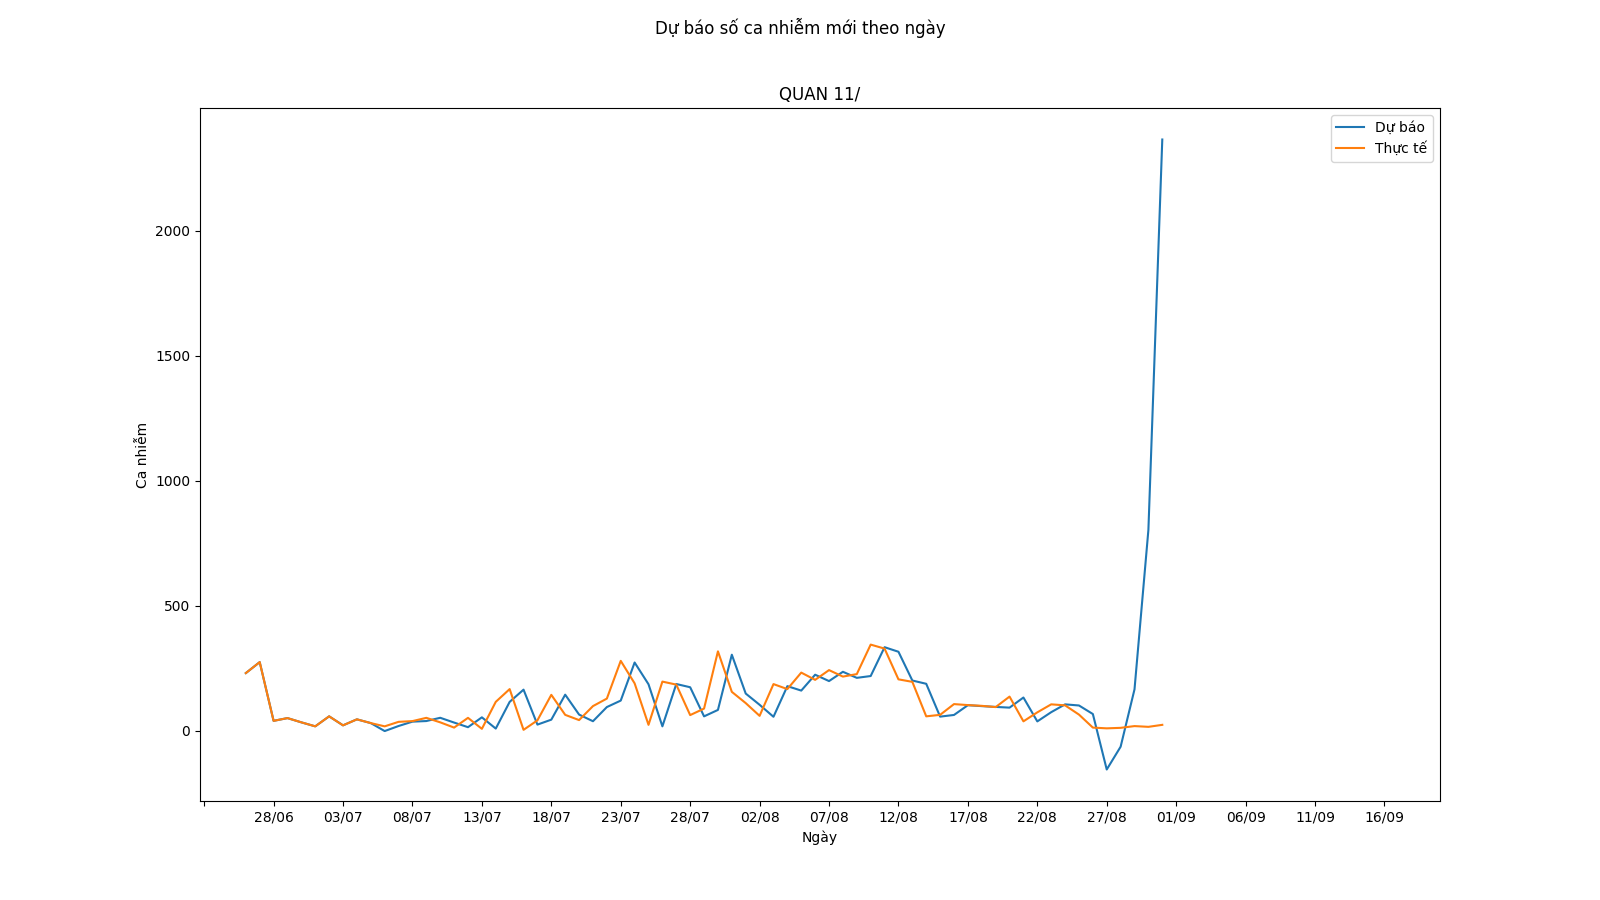 Dự báo số ca nhiễm mới theo ngày
QUAN 11/
Dự báo
Thực tế
2000
1500
1000
500
0
Ca nhiễm
28/06 03/07 08/07 13/07 18/07 23/07 28/07 02/08 07/08 12/08 17/08 22/08 27/08 01/09 06/09 11/09 16/09
Ngày